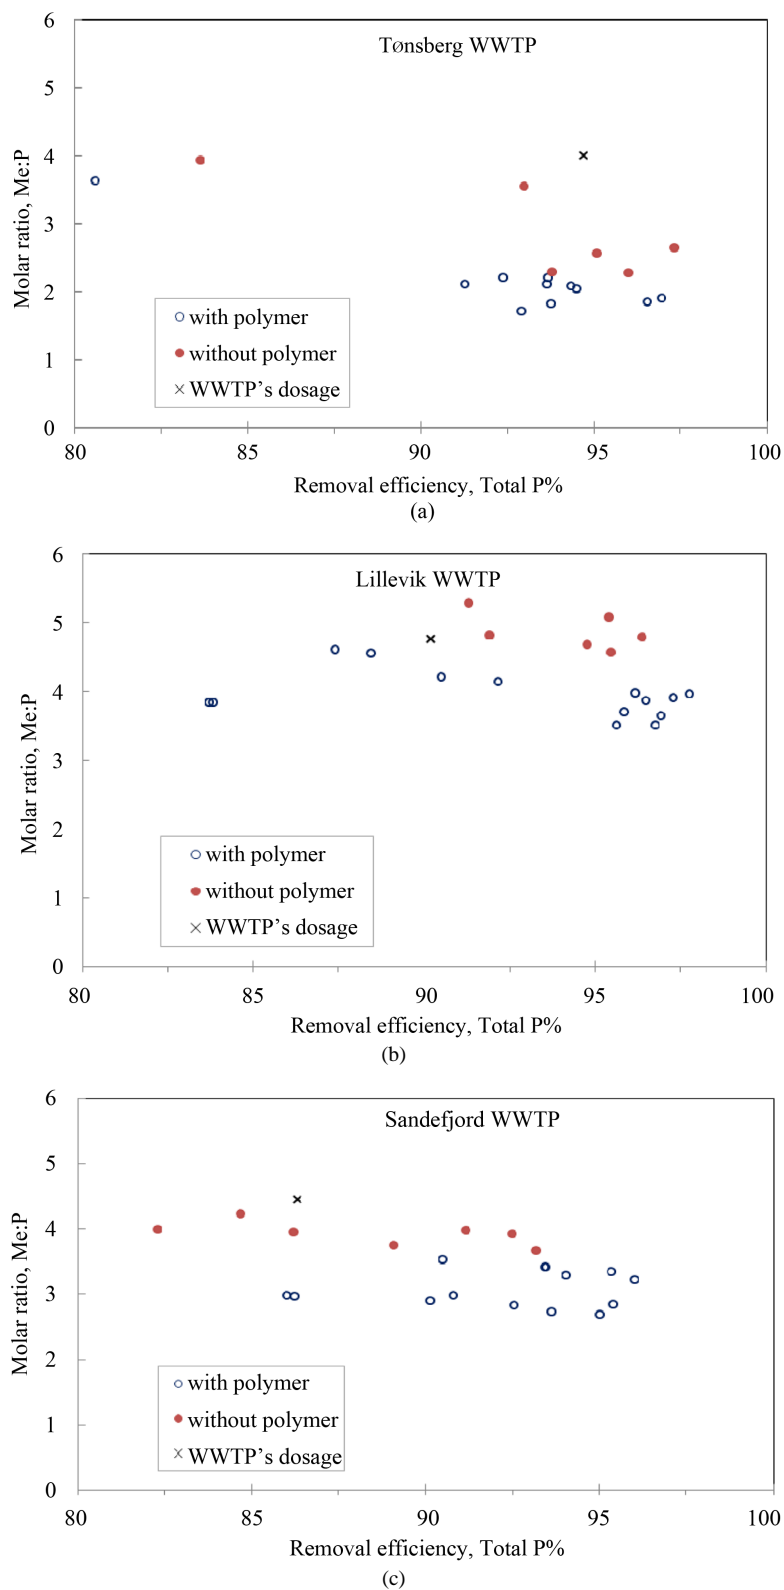 Tønsberg WWTP
6
5
4
3
2
1
0
Molar ratio, Me:P
with polymer
without polymer
WWTP's dosage
80 90 95 100
Removal efficiency, Total P%
(a)
Lillevik WWTP
6
5
4
3
2
1
0
Molar ratio, Me:P
with polymer
without polymer
WWTP's dosage
80 85 90 95 100
Removal efficiency, Total P%
(b)
Sandefjord WWTP
6
5
4
3
2
1
0
Molar ratio, Me:P
with polymer
without polymer
WWTP's dosage
80 85 90 95 100
Removal efficiency, Total P%
(c)